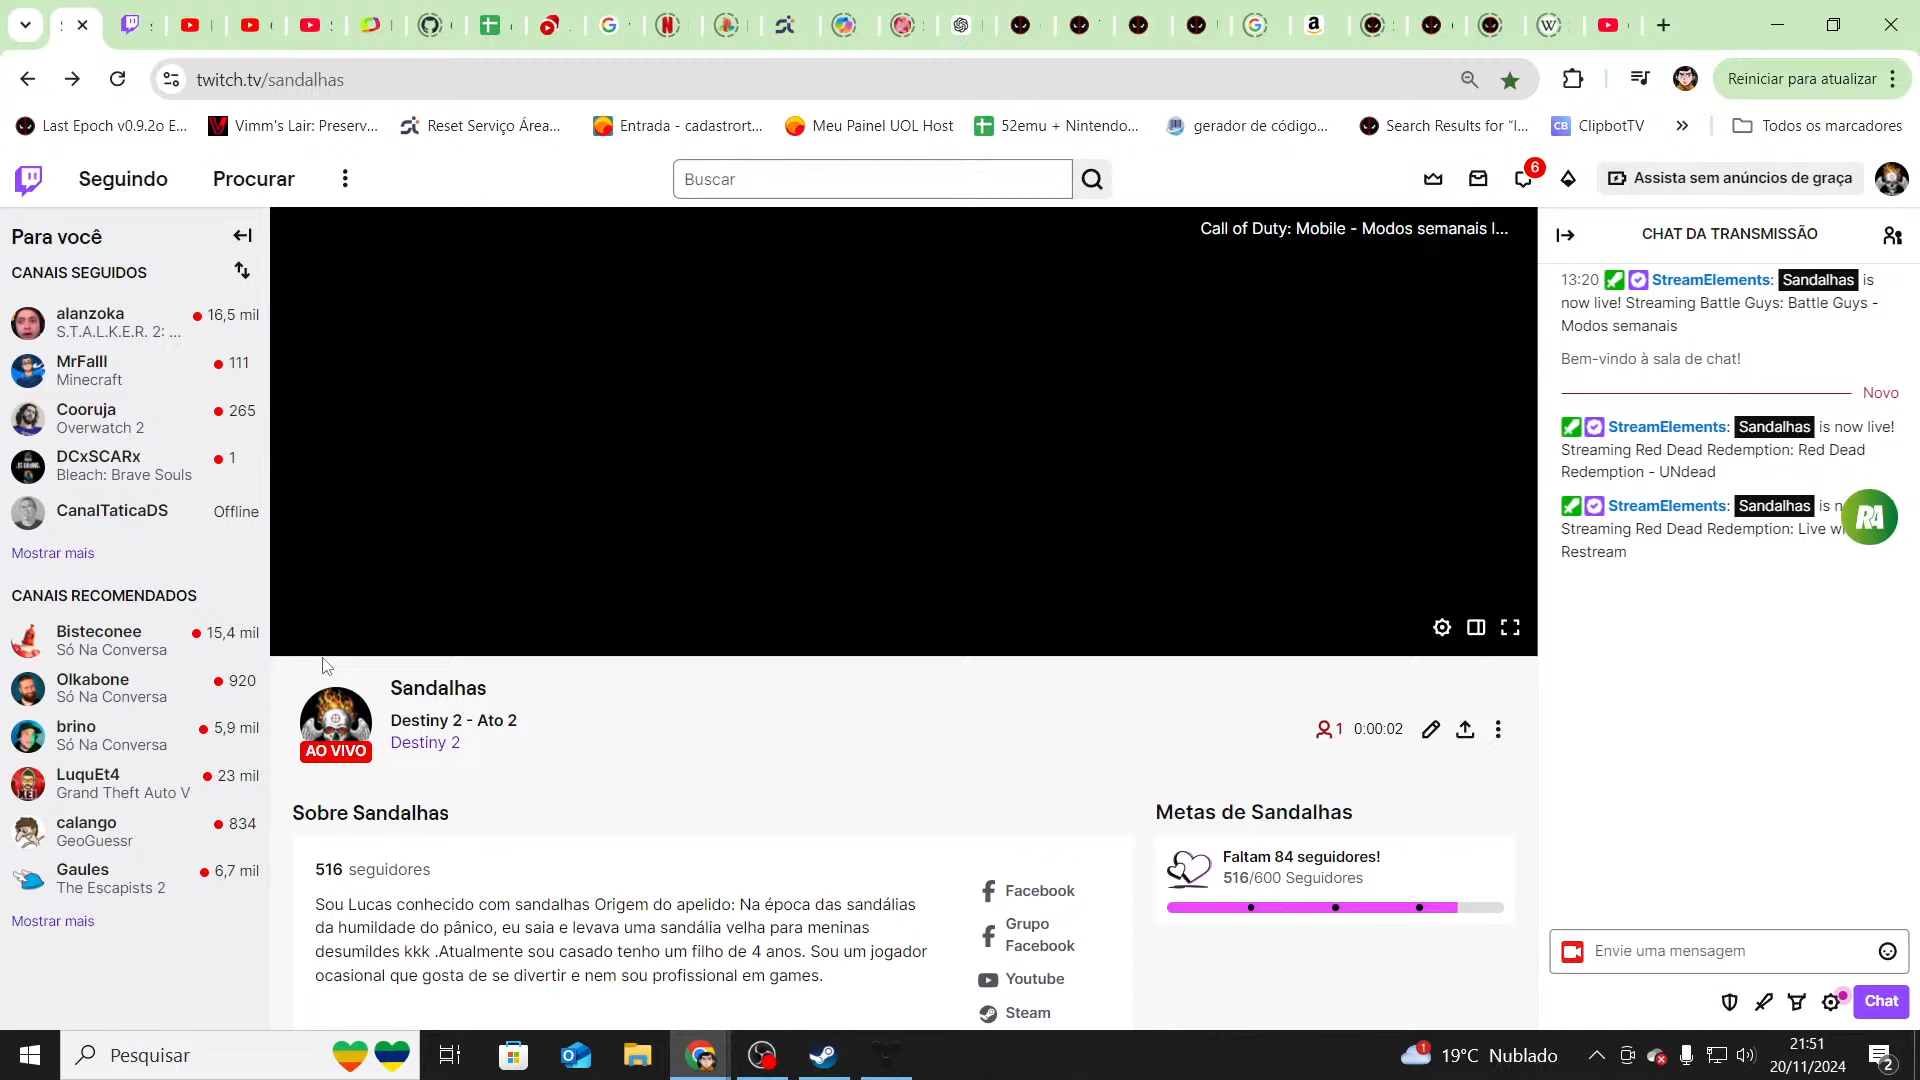 twitch.tv/sandalhas
Reiniciar para atualizar
Last Epoch v0.9.2o E...
Vimm's Lair: Preserv...
Reset Serviço Área...
Entrada - cadastrort...
Meu Painel UOL Host
52emu + Nintendo...
gerador de código...
Search Results for "I...
CB
ClipbotTV
Todos os marcadores
Seguindo
Procurar
Buscar
6
Assista sem anúncios de graça
Para você
CANAIS SEGUIDOS
alanzoka
16,5 mil
S.T.A.L.K.E.R. 2: ...
MrFalll
111
Minecraft
Cooruja
265
Overwatch 2
DCxSCARx
1
Bleach: Brave Souls
CanalTaticaDS
Offline
Mostrar mais
CANAIS RECOMENDADOS
Bisteconee
15,4 mil
Só Na Conversa
Olkabone
920
Só Na Conversa
brino
5,9 mil
Só Na Conversa
LuquEt4
23 mil
Grand Theft Auto V
calango
834
GeoGuessr
Gaules
6,7 mil
The Escapists 2
Mostrar mais
Call of Duty: Mobile - Modos semanais l...
Sandalhas
Destiny 2 - Ato 2
Destiny 2
AO VIVO
1
0:00:02
Sobre Sandalhas
516 seguidores
Sou Lucas conhecido com sandalhas Origem do apelido: Na época das sandálias
da humildade do pânico, eu saia e levava uma sandália velha para meninas
desumildes kkk .Atualmente sou casado tenho um filho de 4 anos. Sou um jogador
ocasional que gosta de se divertir e nem sou profissional em games.
Facebook
Grupo
Facebook
Youtube
Steam
Metas de Sandalhas
Faltam 84 seguidores!
516/600 Seguidores
CHAT DA TRANSMISSÃO
13:20 StreamElements: Sandalhas is
now live! Streaming Battle Guys: Battle Guys -
Modos semanais
Bem-vindo à sala de chat!
Novo
StreamElements: Sandalhas is now live!
Streaming Red Dead Redemption: Red Dead
Redemption - UNdead
StreamElements: Sandalhas is
Streaming Red Dead Redemption: Live
Restream
RA
Envie uma mensagem
Chat
Pesquisar
1
19°C Nublado
21:51
20/11/2024
2